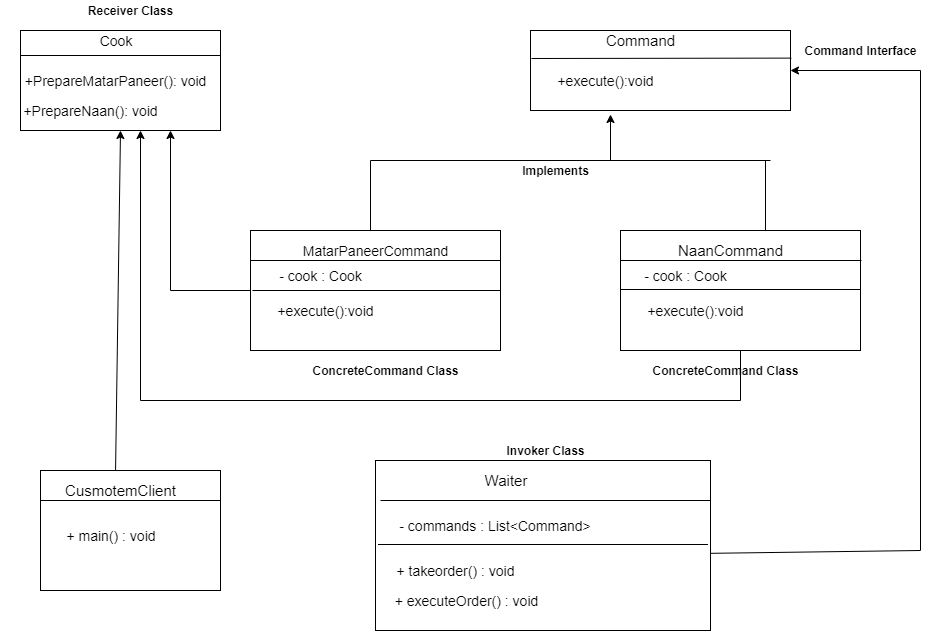 Receiver Class
Cook
+PrepareMatarPaneer(): void
+PrepareNaan(): void
Command
+execute():void
Command Interface
Implements
MatarPaneerCommand
- cook : Cook
+execute():void
ConcreteCommand Class
NaanCommand
- cook : Cook
+execute():void
ConcreteCommand Class
CusmotemClient
+ main() : void
Invoker Class
Waiter
- commands : List<Command>
+ takeorder() : void
+ executeOrder() : void